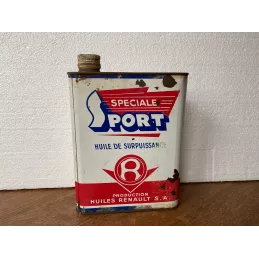 SPECIALE
SPORT
HUILE DE SURPUISSANCE
R
PRODUCTION
HUILES RENAULT S.A.